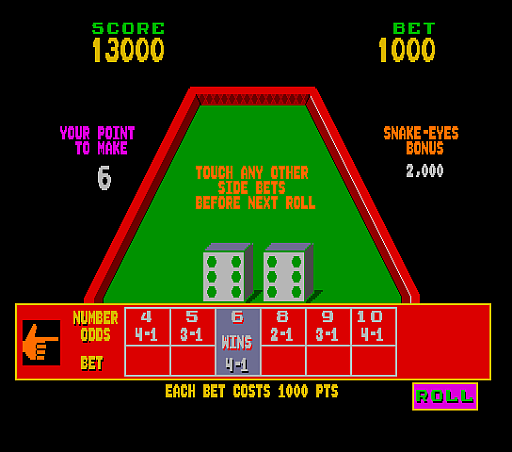 SCORE
13000
BET
1000
YOUR POINT
TO MAKE
6
SNAKE-EYES
BONUS
2,000
TOUCH ANY OTHER
SIDE BETS
BEFORE NEXT ROLL
NUMBER 4 5 6 8 9 10
ODDS 4-1 3-1 WINS 2-1 3-1 4-1
BET 4-1
EACH BET COSTS 1000 PTS
ROLL